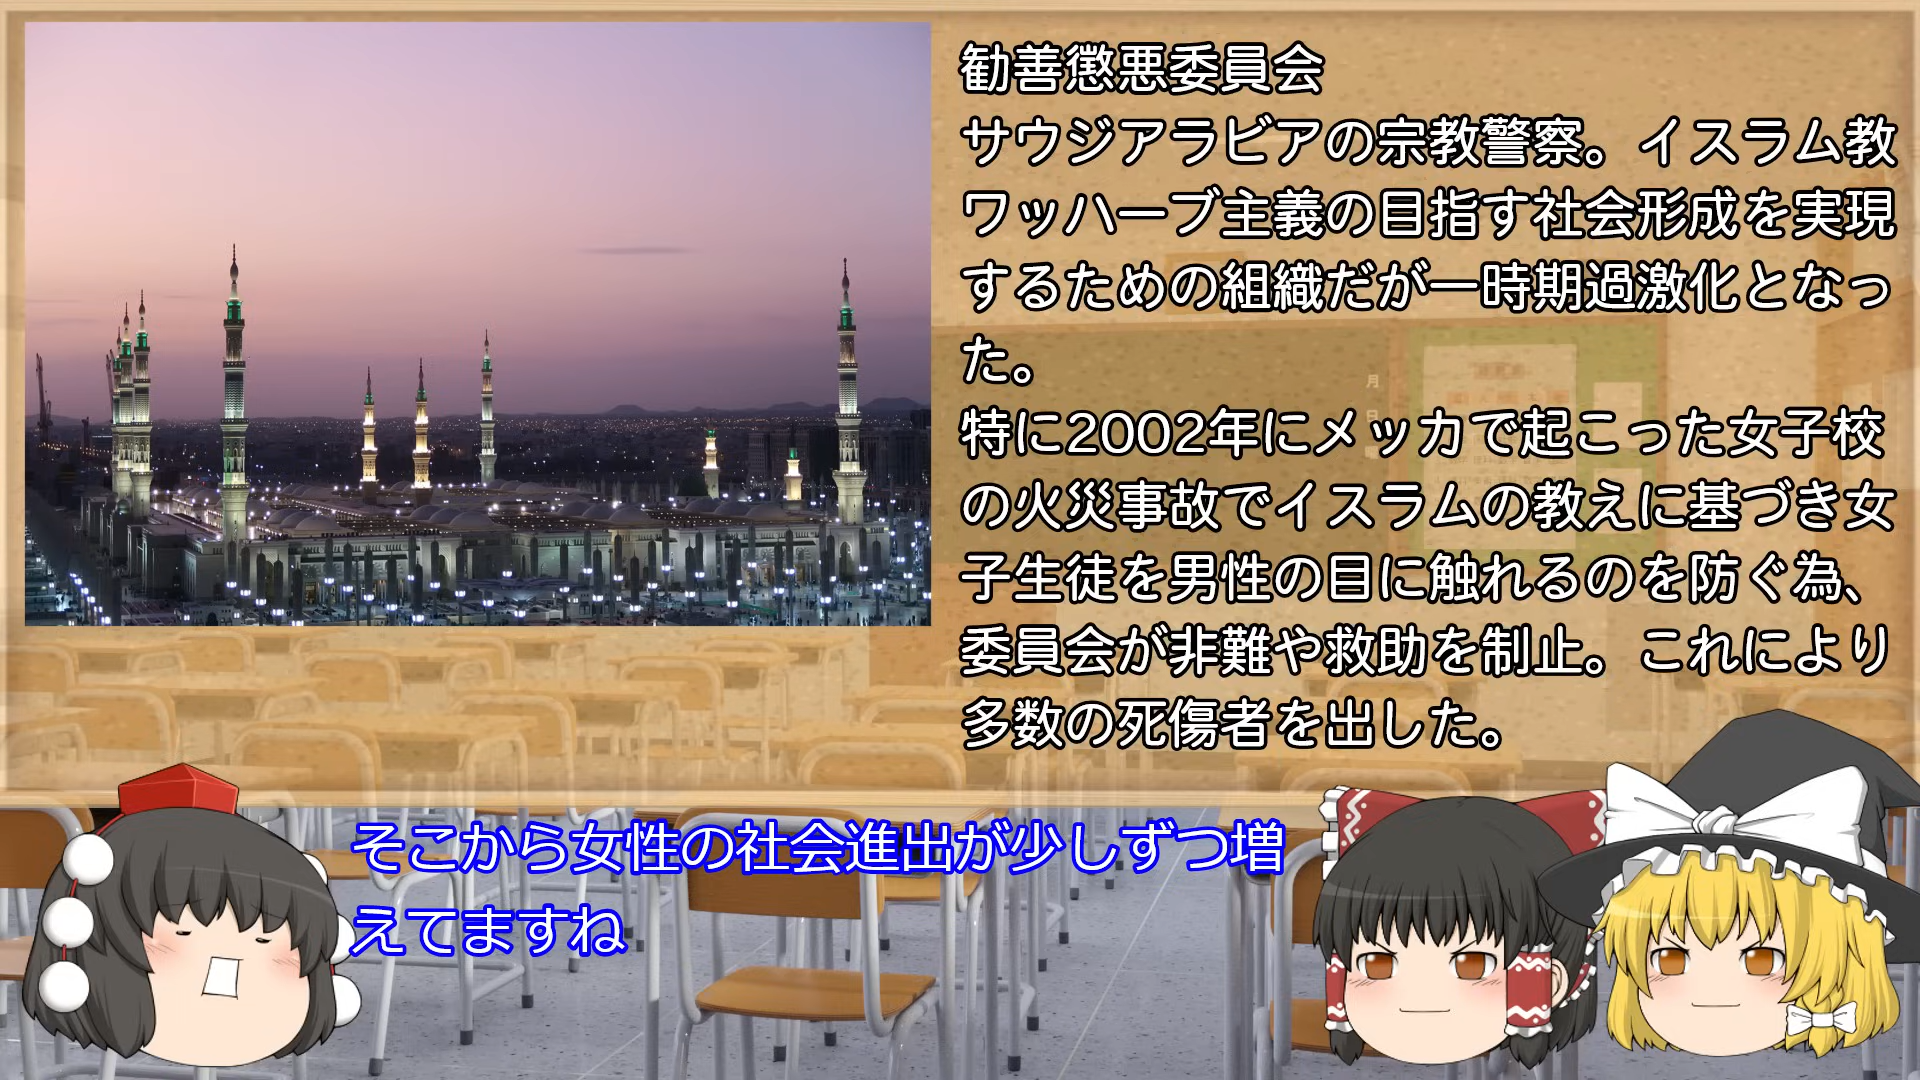 勧善懲悪委員会
サウジアラビアの宗教警察。イスラム教
ワッハーブ主義の目指す社会形成を実現
するための組織だが一時期過激化となっ
た。
特に2002年にメッカで起こった女子校
の火災事故でイスラムの教えに基づき女
子生徒を男性の目に触れるのを防ぐ為、
委員会が非難や救助を制止。これにより
多数の死傷者を出した。
月
日
そこから女性の社会進出が少しずつ増
えてますね